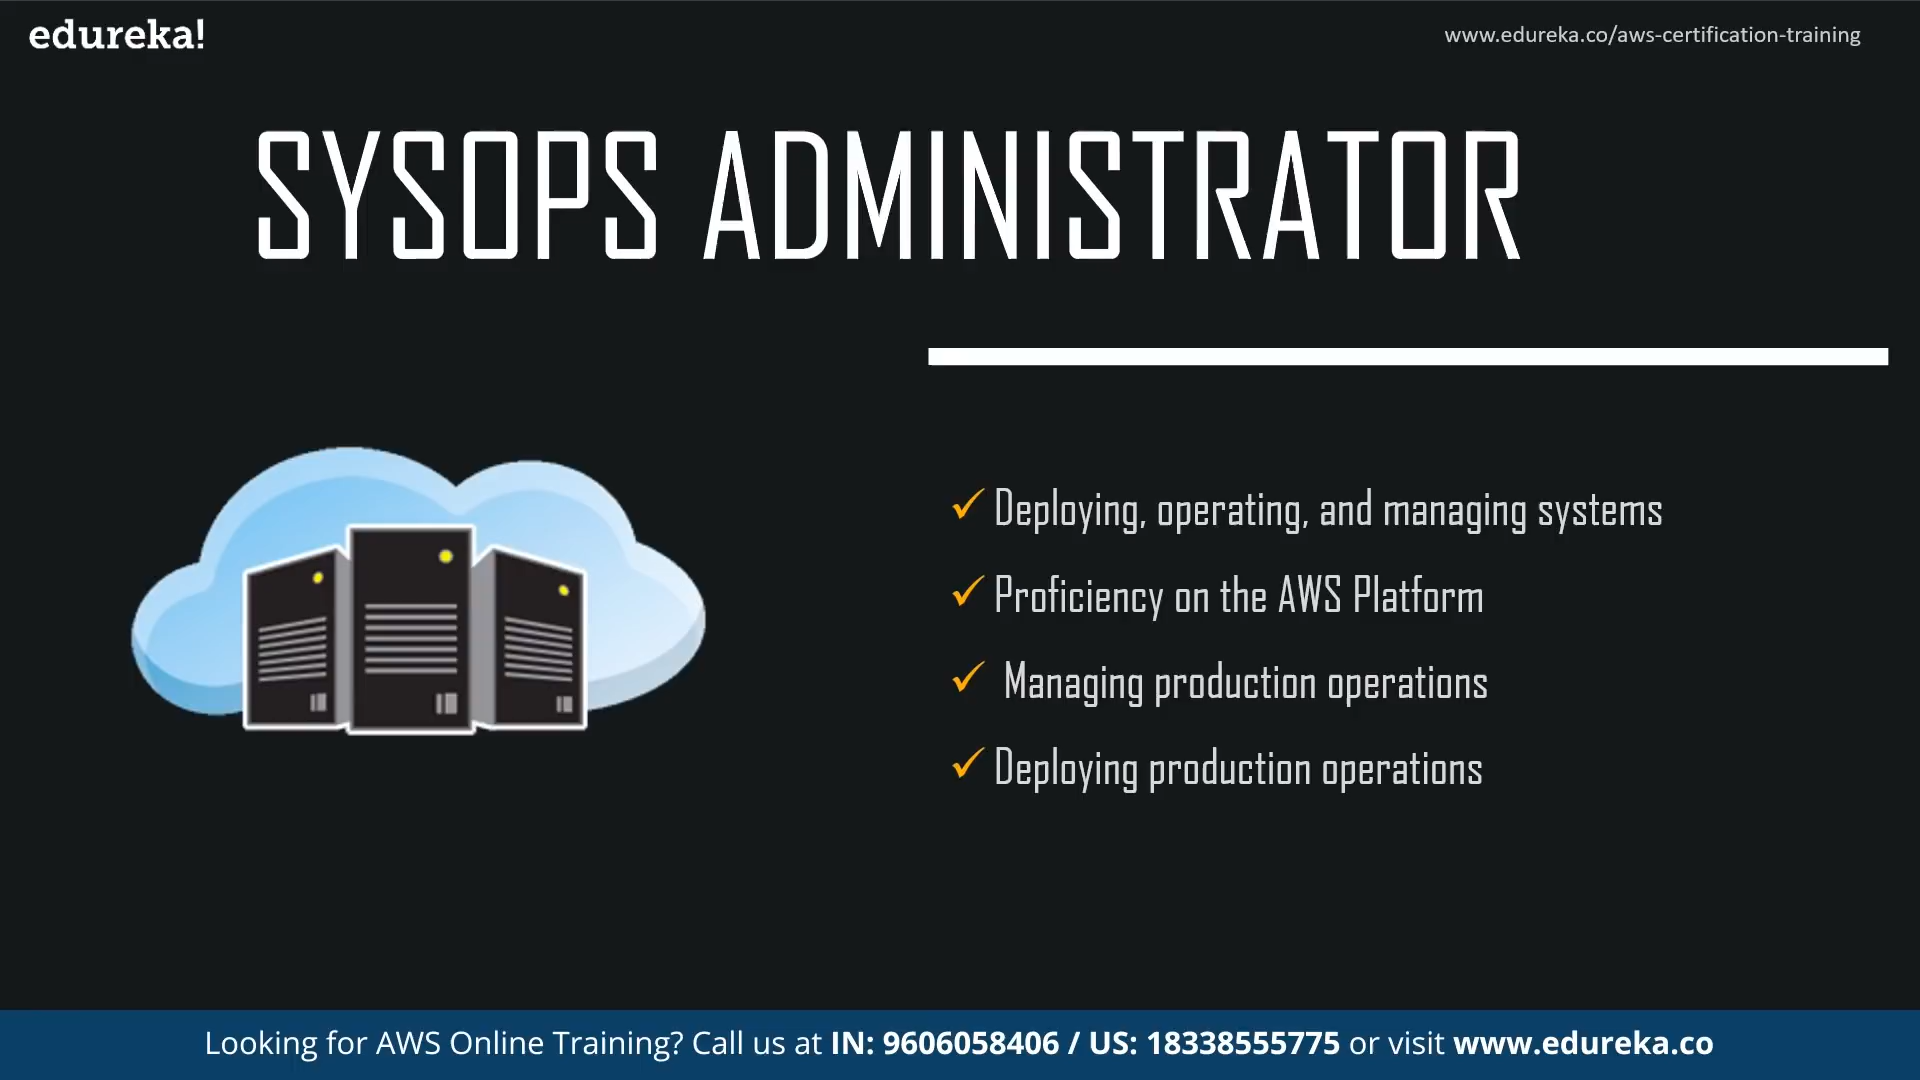 edureka!
www.edureka.co/aws-certification-training
SYSOPS ADMINISTRATOR
Deploying, operating, and managing systems
Proficiency on the AWS Platform
Managing production operations
Deploying production operations
Looking for AWS Online Training? Call us at IN: 9606058406 / US: 18338555775 or visit www.edureka.co